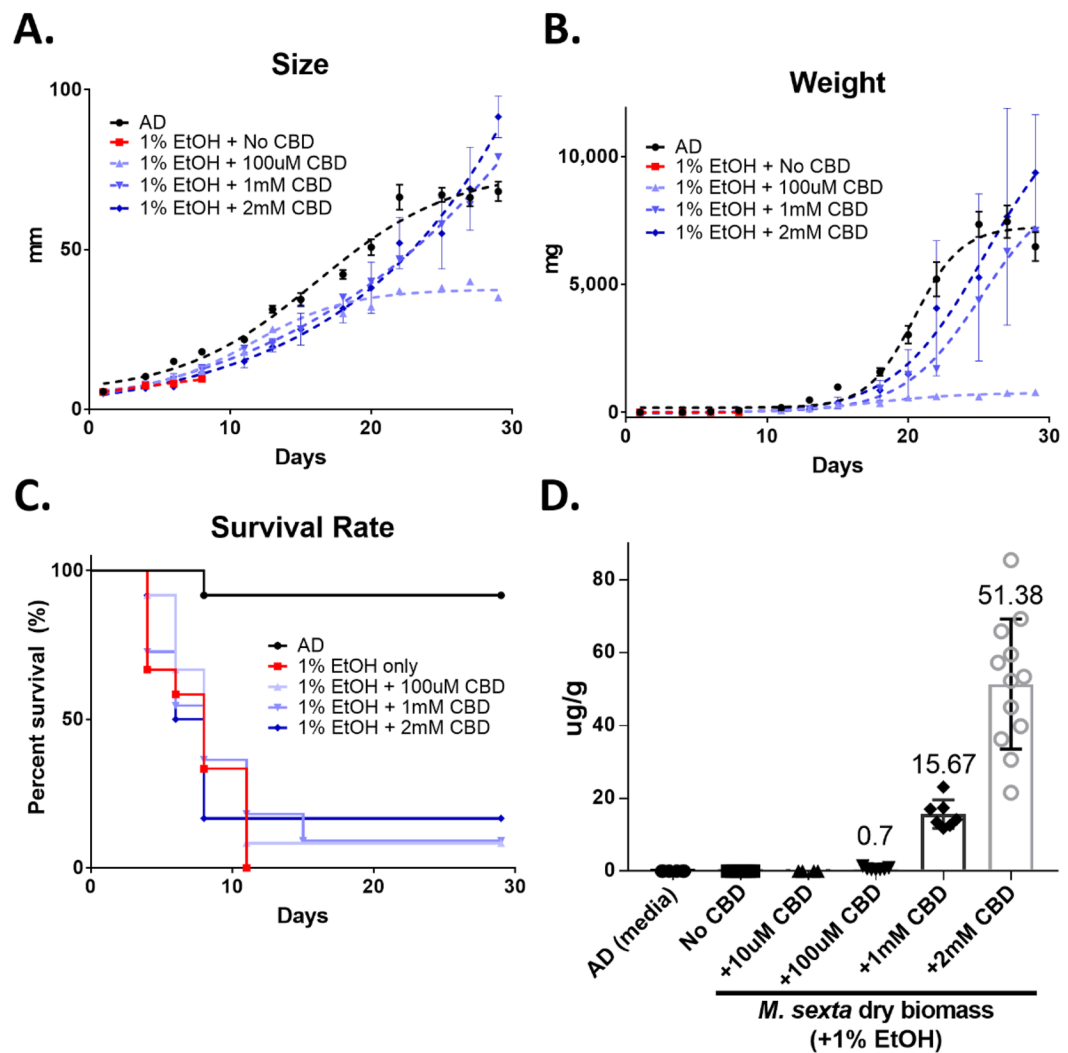 A.
Size
100
50
0
mm
AD
1% EtOH + No CBD
1% EtOH + 100uM CBD
1% EtOH + 1mM CBD
1% EtOH + 2mM CBD
0
10
20
30
Days
B.
Weight
10,000
5,000
0
mg
AD
1% EtOH + No CBD
1% EtOH + 100uM CBD
1% EtOH + 1mM CBD
1% EtOH + 2mM CBD
0
10
20
30
Days
C.
Survival Rate
100
50
0
Percent survival (%)
AD
1% EtOH only
1% EtOH + 100uM CBD
1% EtOH + 1mM CBD
1% EtOH + 2mM CBD
0
10
20
30
Days
D.
80
60
40
20
0
ug/g
0.7
15.67
51.38
AD (media)
No CBD
+10uM CBD
+100uM CBD
+1mM CBD
+2mM CBD
M. sexta dry biomass
(+1% EtOH)